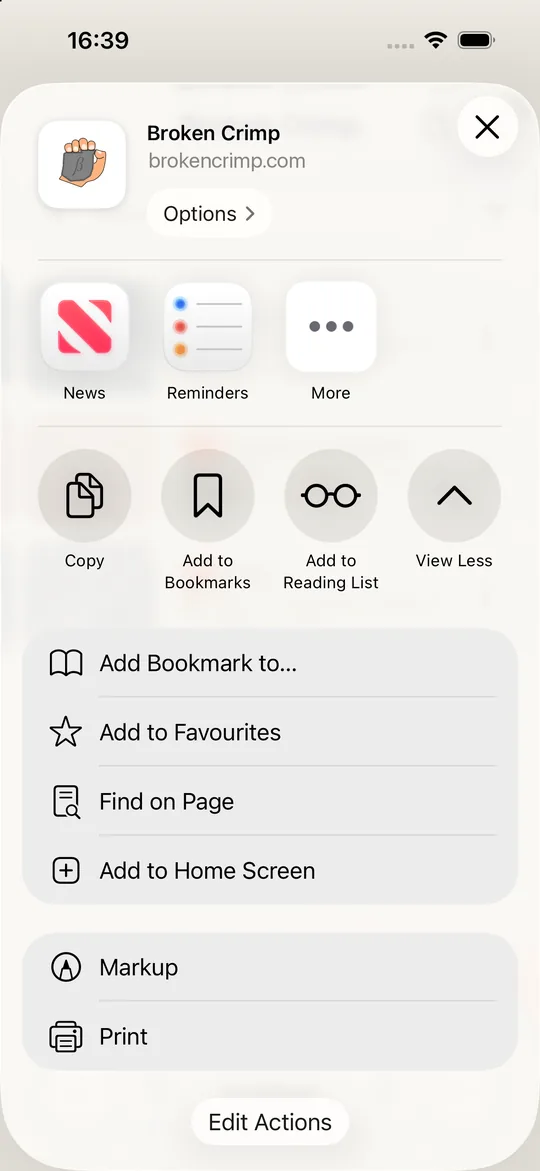 16:39
Broken Crimp
brokencrimp.com
Options
News
Reminders
More
Copy
Add to
Bookmarks
Add to
Reading List
View Less
Add Bookmark to...
Add to Favourites
Find on Page
Add to Home Screen
Markup
Print
Edit Actions